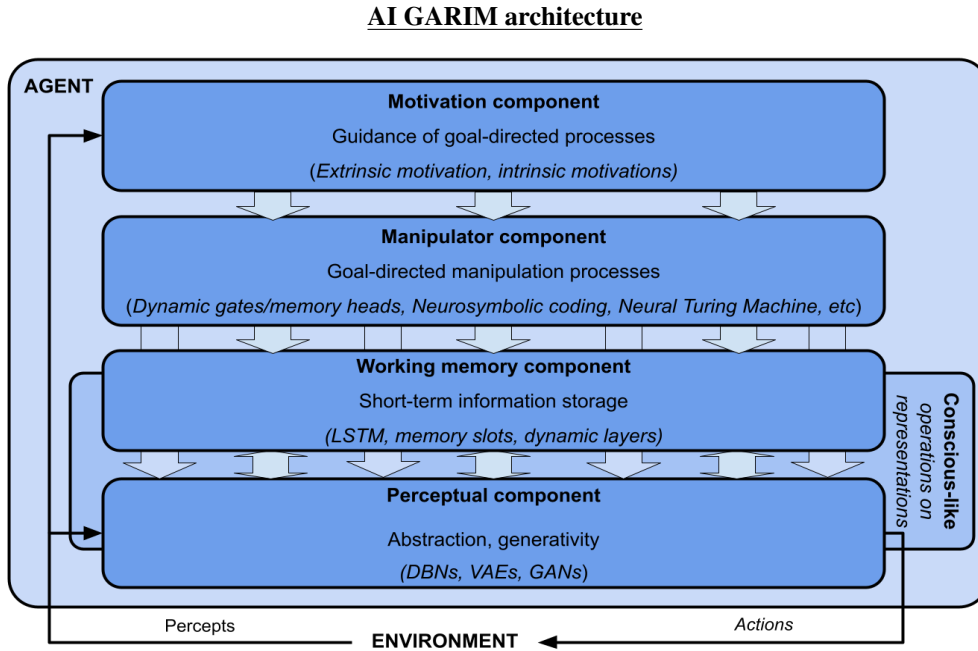 AI GARIM architecture
AGENT
Motivation component
Guidance of goal-directed processes
(Extrinsic motivation, intrinsic motivations)
Manipulator component
Goal-directed manipulation processes
(Dynamic gates/memory heads, Neurosymbolic coding, Neural Turing Machine, etc)
Working memory component
Short-term information storage
(LSTM, memory slots, dynamic layers)
Perceptual component
Abstraction, generativity
(DBNs, VAEs, GANs)
Conscious-like
operations on
representations
Percepts
ENVIRONMENT
Actions